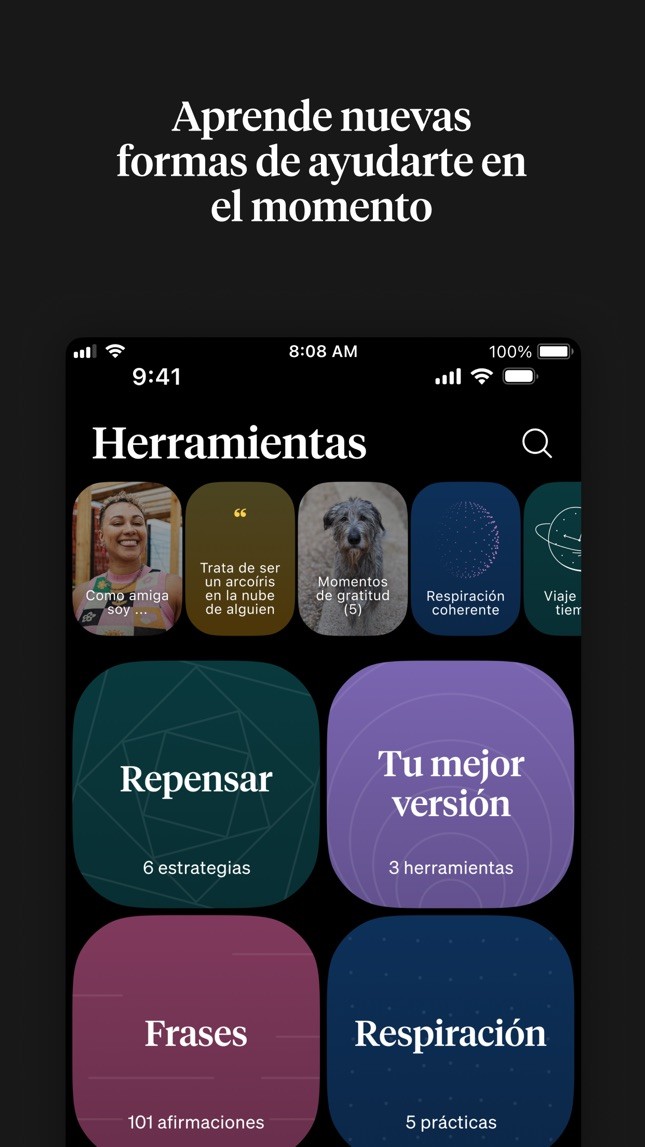 Aprende nuevas
formas de ayudarte en
el momento
8:08 AM
100%
9:41
Herramientas
Como amiga
soy ...
“
Trata de ser
un arcoíris
en la nube
de alguien
Momentos
de gratitud
(5)
Respiración
coherente
Viaje
tiem
Repensar
6 estrategias
Tu mejor
versión
3 herramientas
Frases
101 afirmaciones
Respiración
5 prácticas